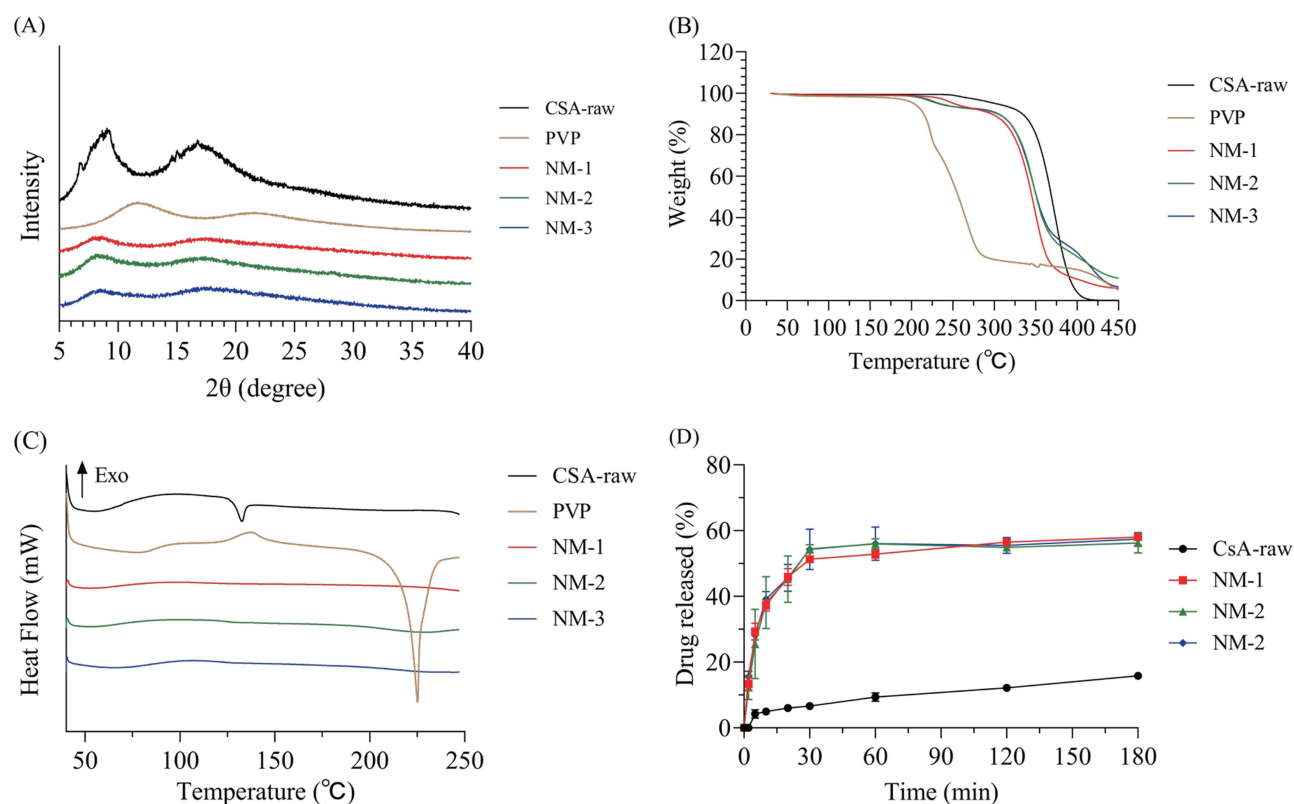 (A)
Intensity
CSA-raw
PVP
NM-1
NM-2
NM-3
5 10 15 20 25 30 35 40
2θ (degree)
(B)
Weight (%)
120
100
80
60
40
20
0
0 50 100 150 200 250 300 350 400 450
Temperature (℃)
CSA-raw
PVP
NM-1
NM-2
NM-3
(C)
Exo
Heat Flow (mW)
CSA-raw
PVP
NM-1
NM-2
NM-3
50 100 150 200 250
Temperature (℃)
(D)
Drug released (%)
80
60
40
20
0
0 30 60 90 120 150 180
Time (min)
CsA-raw
NM-1
NM-2
NM-2